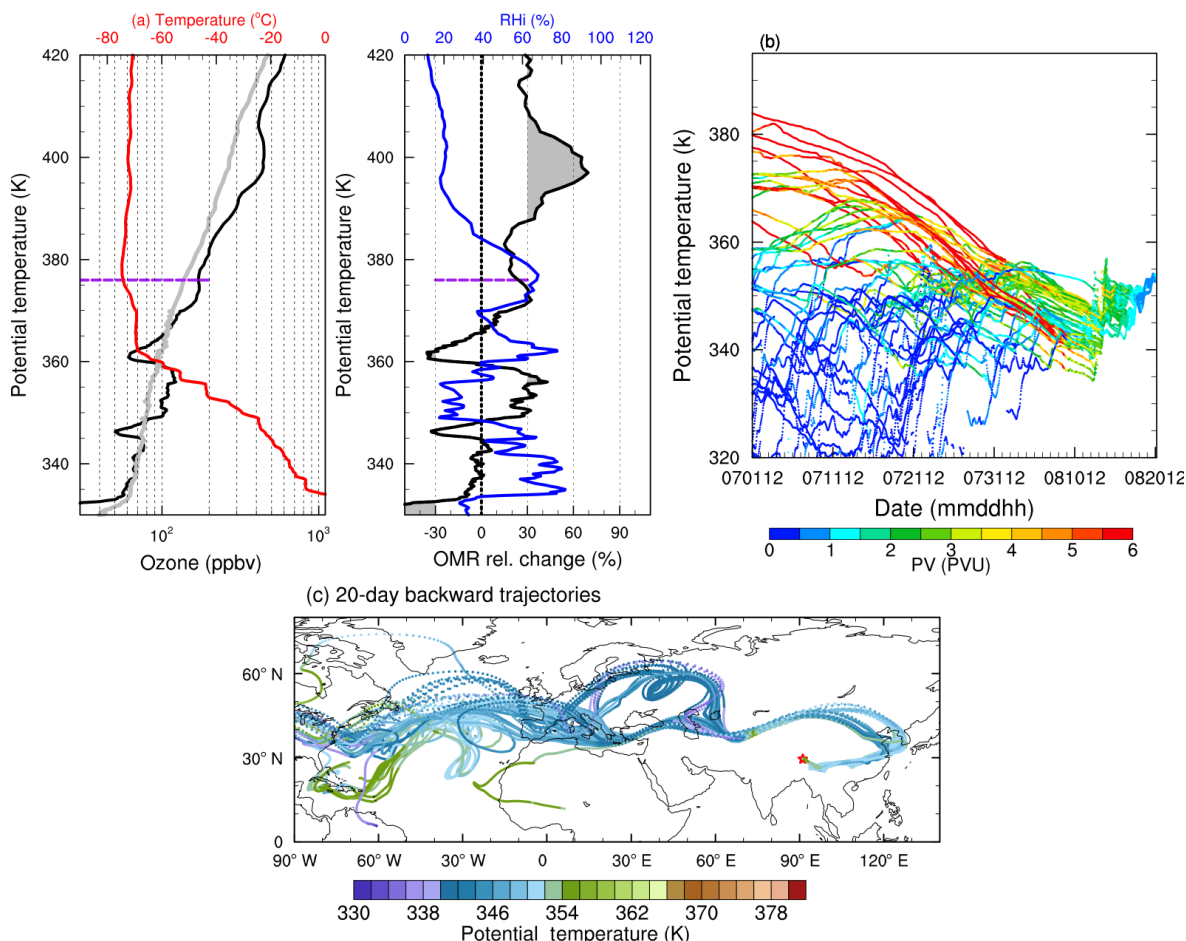 (a) Temperature (°C)
-80 -60 -40 -20 0
420
400
380
360
340
Potential temperature (K)
10²
10³
Ozone (ppbv)
RHi (%)
0 20 40 60 80 100 120
420
400
380
360
340
Potential temperature (K)
-30 0 30 60 90
OMR rel. change (%)
(b)
380
360
340
320
Potential temperature (k)
070112 071112 072112 073112 081012 082012
Date (mmddhh)
0 1 2 3 4 5 6
PV (PVU)
(c) 20-day backward trajectories
60° N
30° N
0
90° W 60° W 30° W 0 30° E 60° E 90° E 120° E
330 338 346 354 362 370 378
Potential temperature (K)